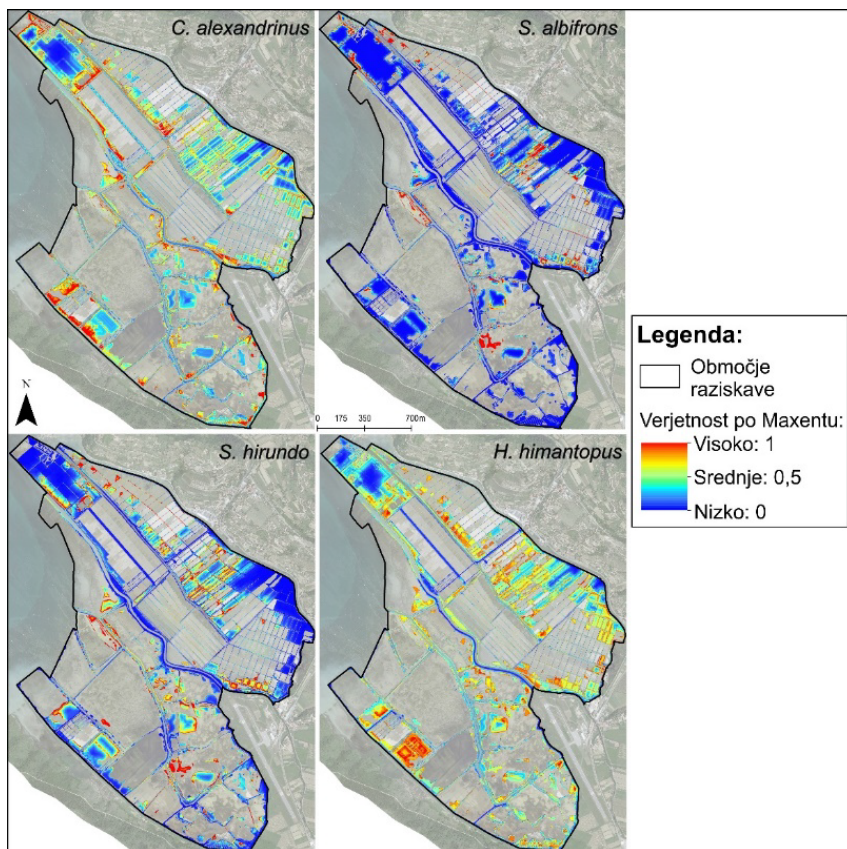 C. alexandrinus
S. albifrons
N
0 175 350 700m
S. hirundo
H. himantopus
Legenda:
Območje
raziskave
Verjetnost po Maxentu:
Visoko: 1
Srednje: 0,5
Nizko: 0